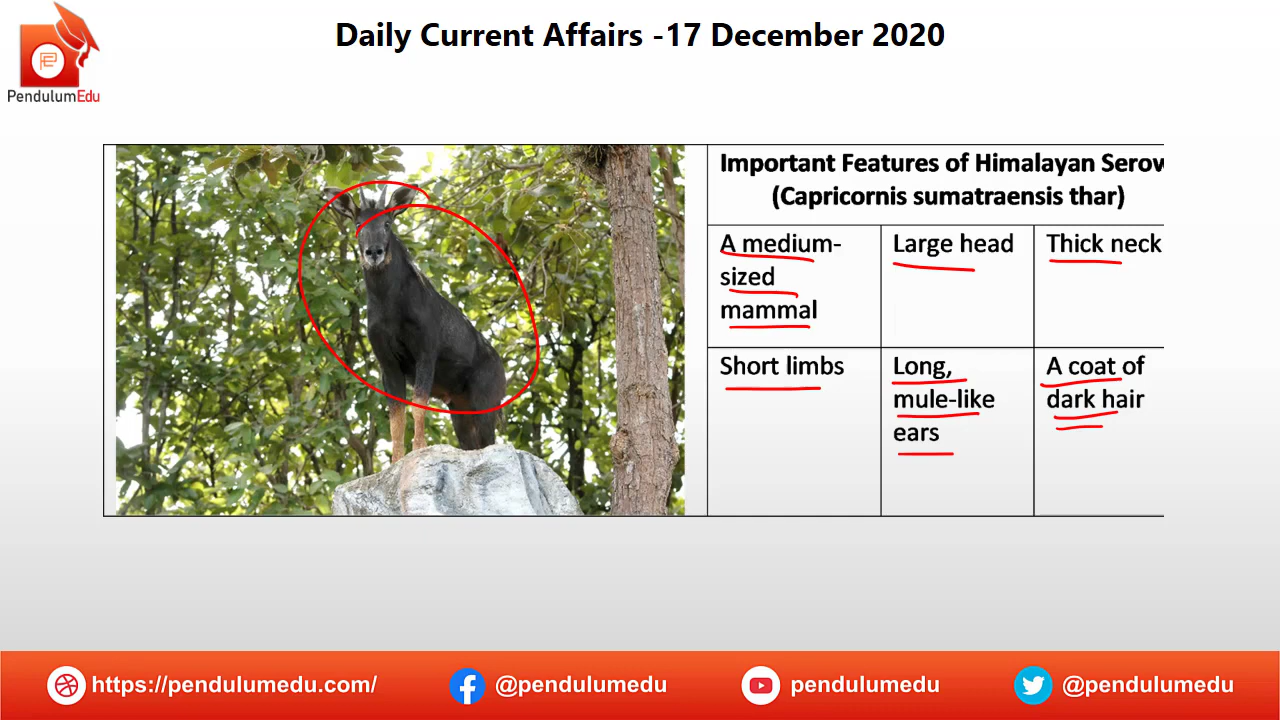 Daily Current Affairs -17 December 2020
PendulumEdu
Important Features of Himalayan Serow
(Capricornis sumatraensis thar)
A medium-
sized
mammal
Large head
Thick neck
Short limbs
Long,
mule-like
ears
A coat of
dark hair
https://pendulumedu.com/
@pendulumedu
pendulumedu
@pendulumedu